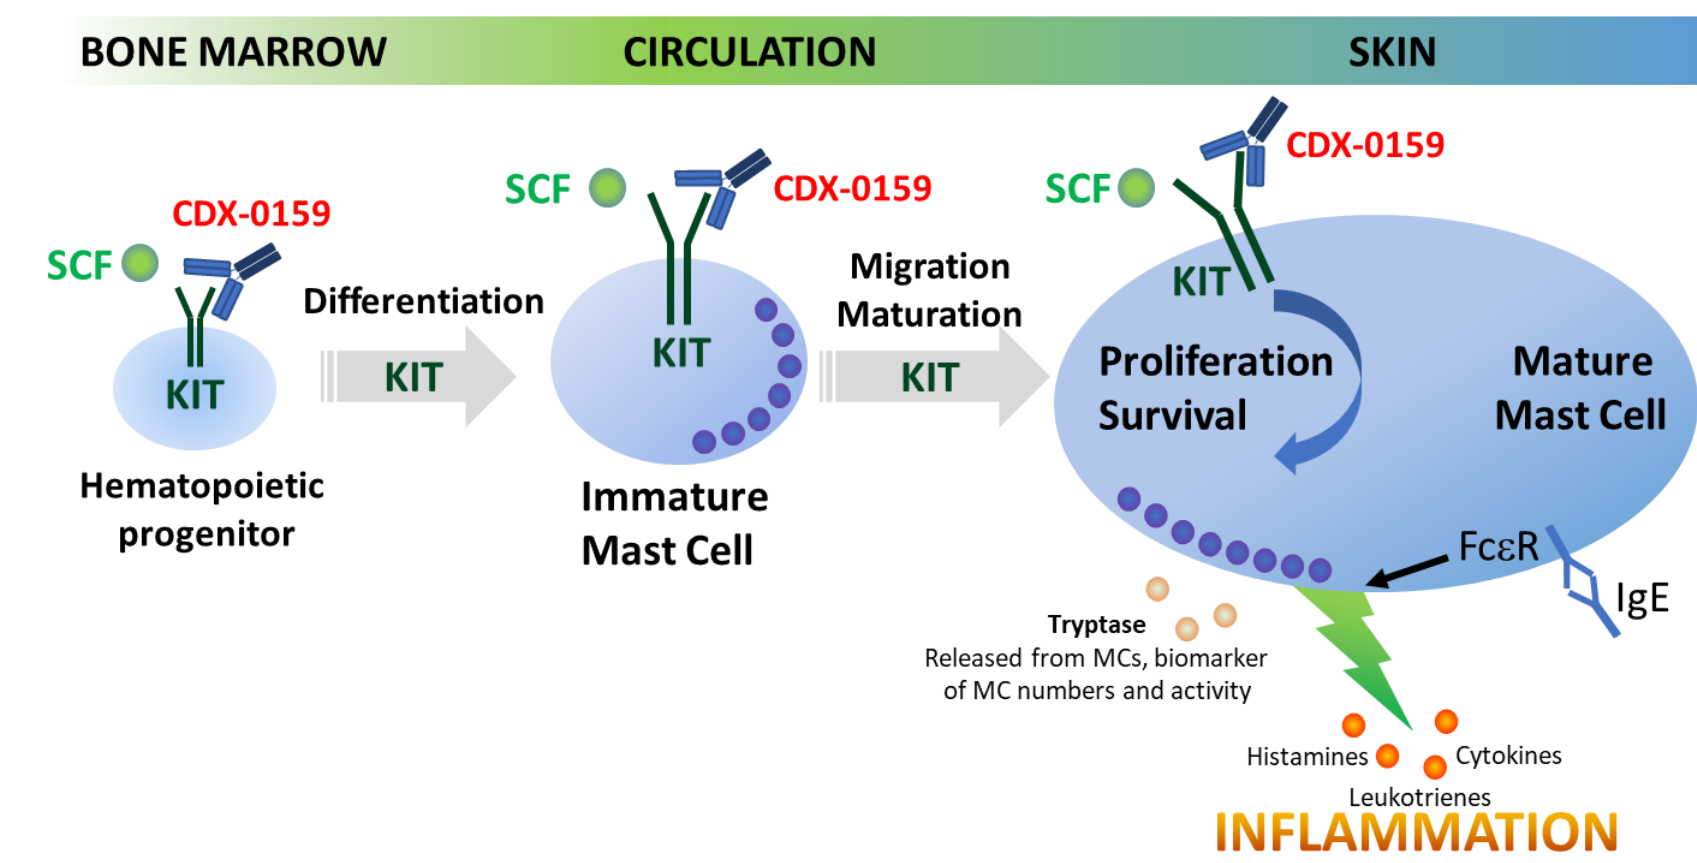 BONE MARROW
CIRCULATION
SKIN
CDX-0159
SCF
KIT
Hematopoietic
progenitor
Differentiation
KIT
SCF
CDX-0159
KIT
Immature
Mast Cell
Migration
Maturation
KIT
CDX-0159
SCF
KIT
Proliferation
Survival
Mature
Mast Cell
FcεR
IgE
Tryptase
Released from MCs, biomarker
of MC numbers and activity
Histamines
Cytokines
Leukotrienes
INFLAMMATION